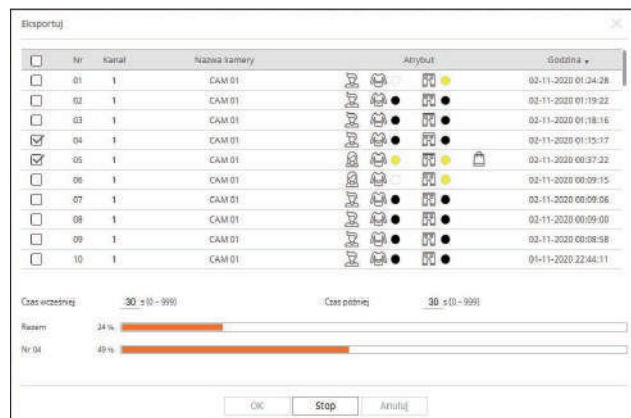 Eksportuj
Nr Kanał Nazwa kamery Atrybut Godzina
01 1 CAM 01 02-11-2020 01:24:28
02 1 CAM 01 02-11-2020 01:19:22
03 1 CAM 01 02-11-2020 01:18:16
04 1 CAM 01 02-11-2020 01:15:17
05 1 CAM 01 02-11-2020 00:37:22
06 1 CAM 01 02-11-2020 00:09:15
07 1 CAM 01 02-11-2020 00:09:06
08 1 CAM 01 02-11-2020 00:09:00
09 1 CAM 01 02-11-2020 00:08:58
10 1 CAM 01 01-11-2020 22:44:11
Czas wcześniej 30 s (0 ~ 999) Czas później 30 s (0 ~ 999)
Razem 24 %
Nr 04 49 %
OK Stop Anuluj